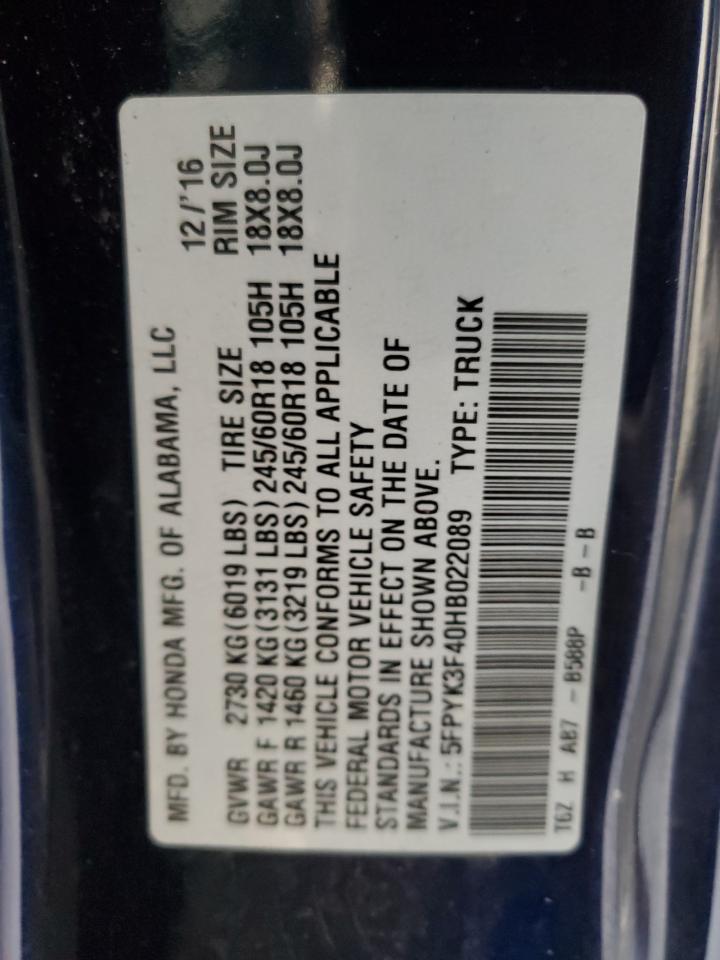 MFD. BY HONDA MFG. OF ALABAMA, LLC 12/'16
GVWR 2730 KG(6019 LBS) TIRE SIZE RIM SIZE
GAWR F 1420 KG(3131 LBS) 245/60R18 105H 18X8.0J
GAWR R 1460 KG(3219 LBS) 245/60R18 105H 18X8.0J
THIS VEHICLE CONFORMS TO ALL APPLICABLE
FEDERAL MOTOR VEHICLE SAFETY
STANDARDS IN EFFECT ON THE DATE OF
MANUFACTURE SHOWN ABOVE.
V.I.N.: 5FPYK3F40HB022089 TYPE: TRUCK
T6Z H AB7 -B588P -B-B